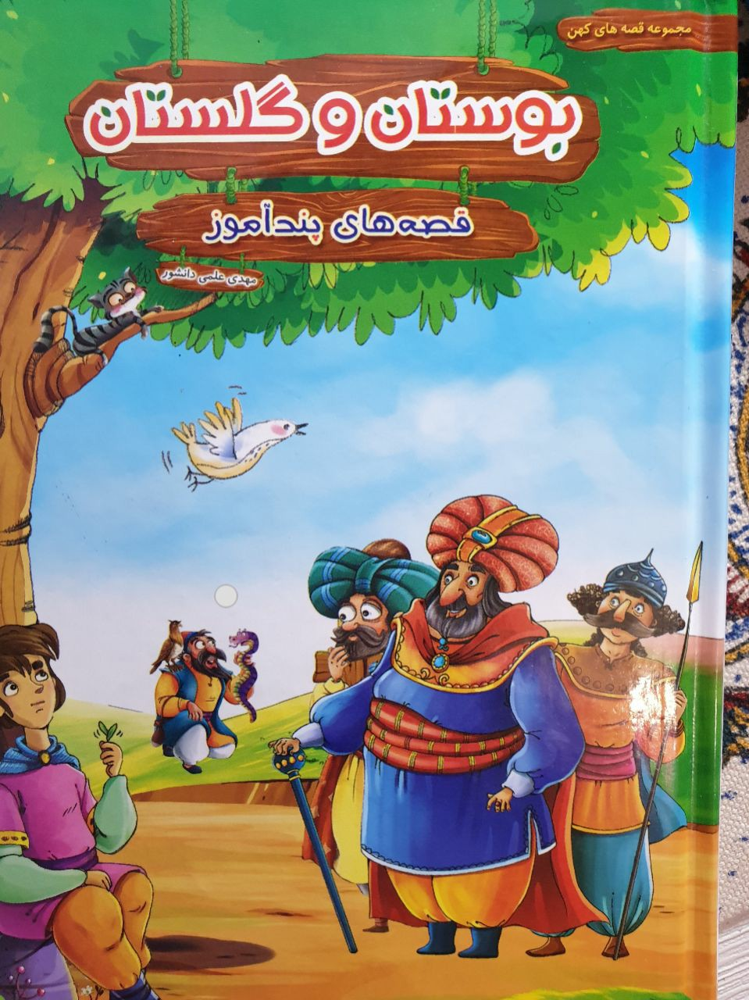 مجموعه قصه های کهن
بوستان و گلستان
قصه‌های پندآموز
مهدی علمی دانشور